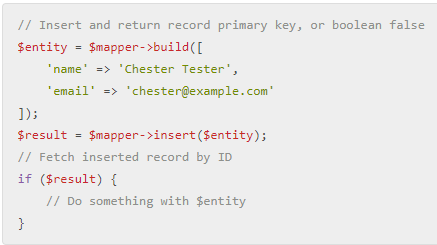 // Insert and return record primary key, or boolean false
$entity = $mapper->build([
    'name' => 'Chester Tester',
    'email' => 'chester@example.com'
]);
$result = $mapper->insert($entity);
// Fetch inserted record by ID
if ($result) {
    // Do something with $entity
}